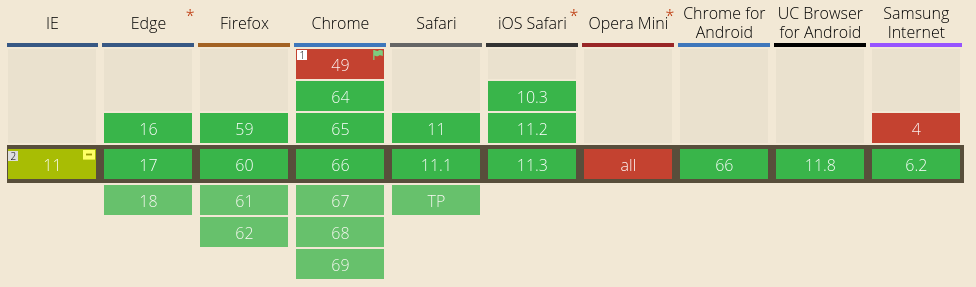 IE Edge * Firefox Chrome Safari iOS Safari * Opera Mini * Chrome for Android UC Browser for Android Samsung Internet
1 49
64 10.3
16 59 65 11 11.2 4
2 11 - 17 60 66 11.1 11.3 all 66 11.8 6.2
18 61 67 TP
62 68
69